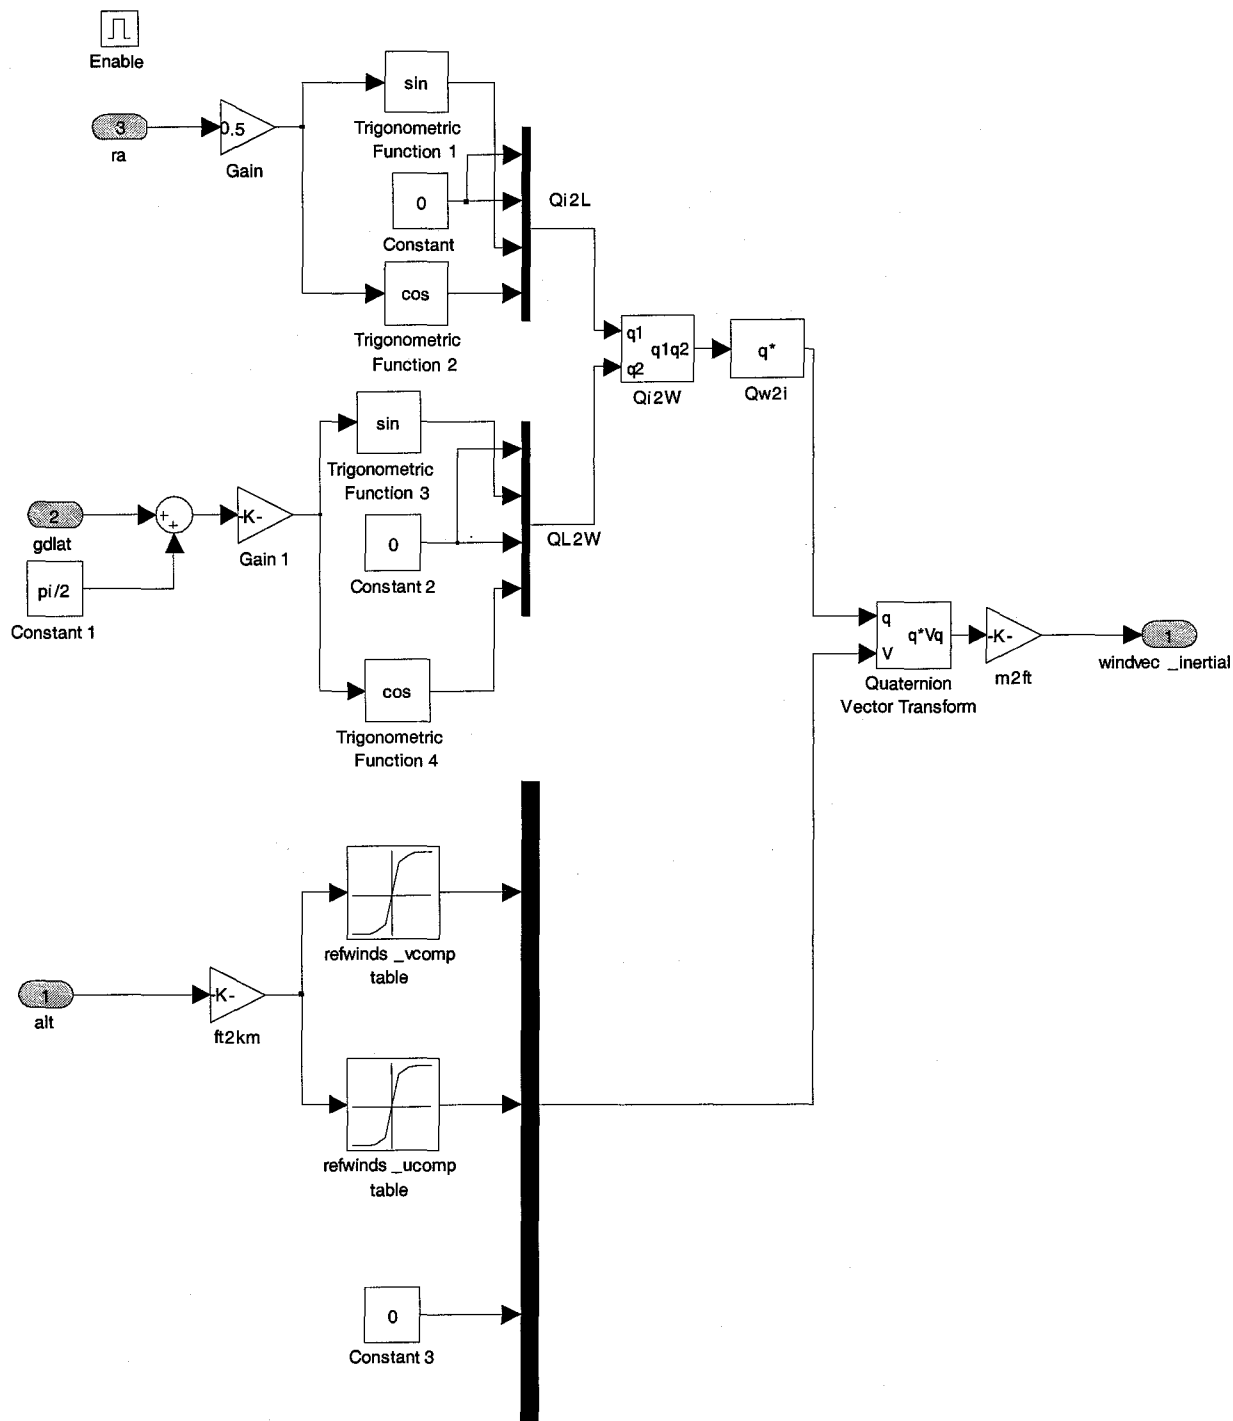 Enable
sin
3
0.5
ra
Gain
Trigonometric
Function 1
0
Constant
Qi2L
cos
Trigonometric
Function 2
q1
q1q2
q2
q*
Qi2W
Qw2i
sin
Trigonometric
Function 3
2
+
+
-K-
gdlat
Gain 1
0
QL2W
Constant 2
pi/2
Constant 1
cos
Trigonometric
Function 4
q
q*Vq
V
-K-
1
Quaternion
Vector Transform
m2ft
windvec _inertial
refwinds _vcomp
table
1
-K-
alt
ft2km
refwinds _ucomp
table
0
Constant 3